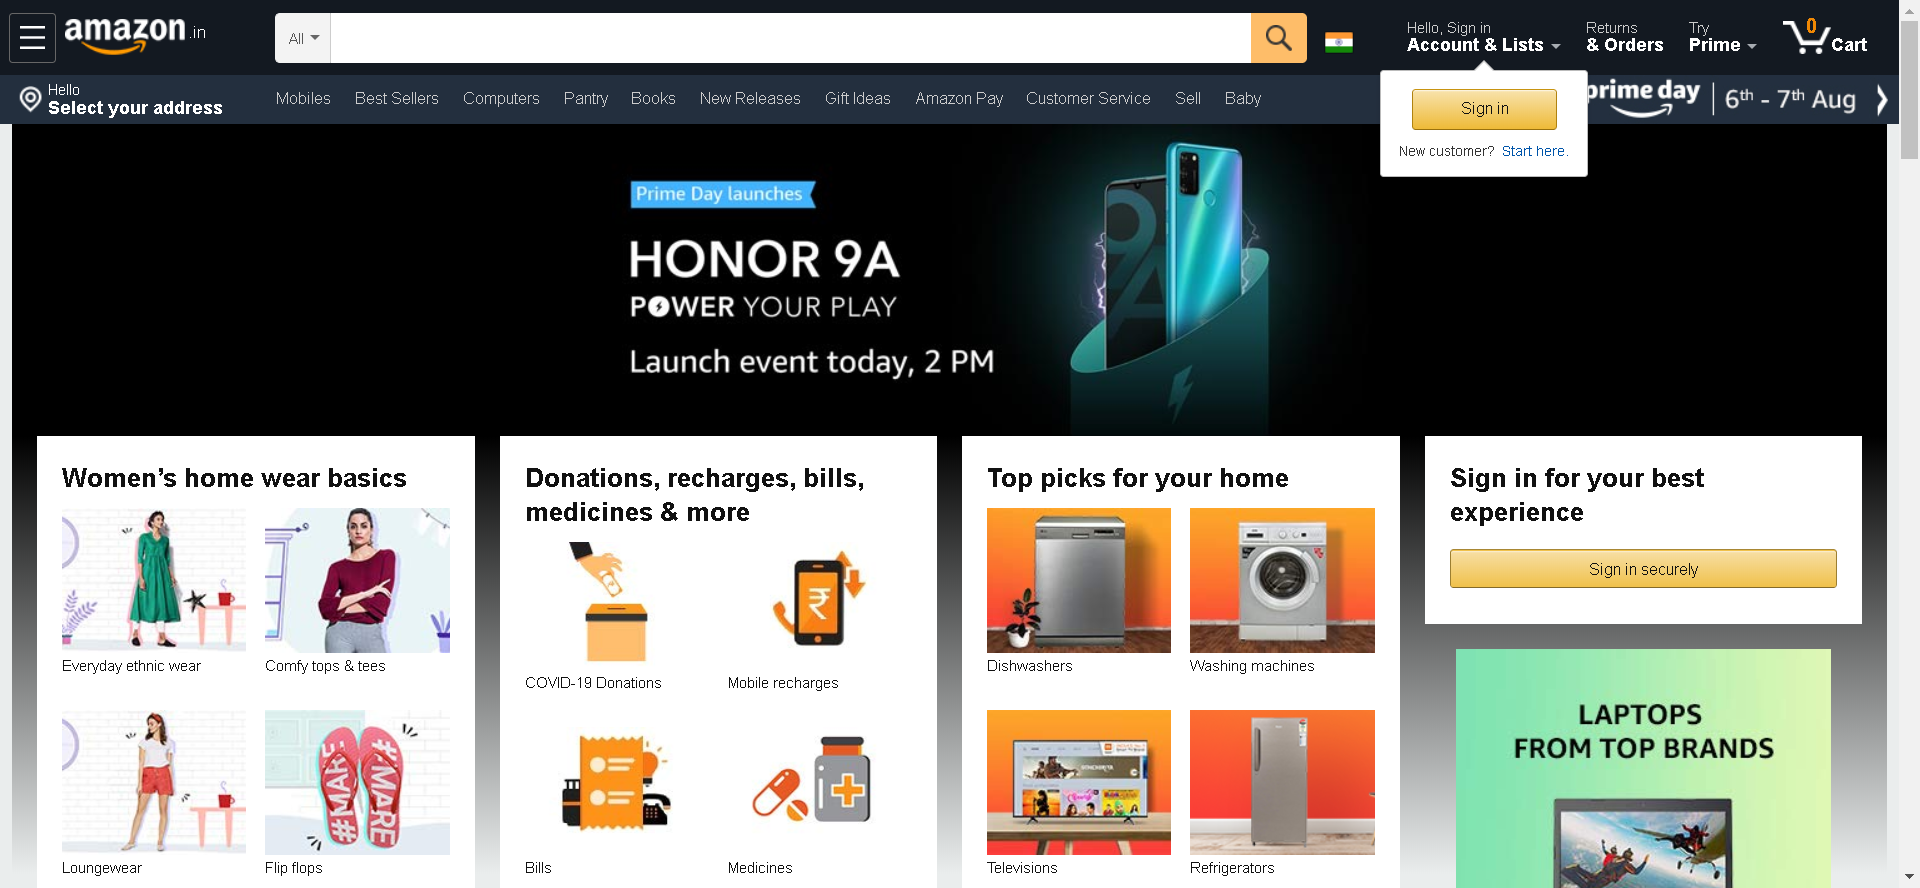 amazon.in
All
Hello, Sign in
Account & Lists
Returns
& Orders
Try
Prime
0
Cart
Hello
Select your address
Mobiles
Best Sellers
Computers
Pantry
Books
New Releases
Gift Ideas
Amazon Pay
Customer Service
Sell
Baby
prime day
6th - 7th Aug
Sign in
New customer? Start here.
Prime Day launches
HONOR 9A
POWER YOUR PLAY
Launch event today, 2 PM
9A
Women's home wear basics
Everyday ethnic wear
Comfy tops & tees
#MARE
#MARE
Loungewear
Flip flops
Donations, recharges, bills,
medicines & more
COVID-19 Donations
Mobile recharges
Bills
Medicines
Top picks for your home
Dishwashers
Washing machines
Televisions
Refrigerators
Sign in for your best
experience
Sign in securely
LAPTOPS
FROM TOP BRANDS